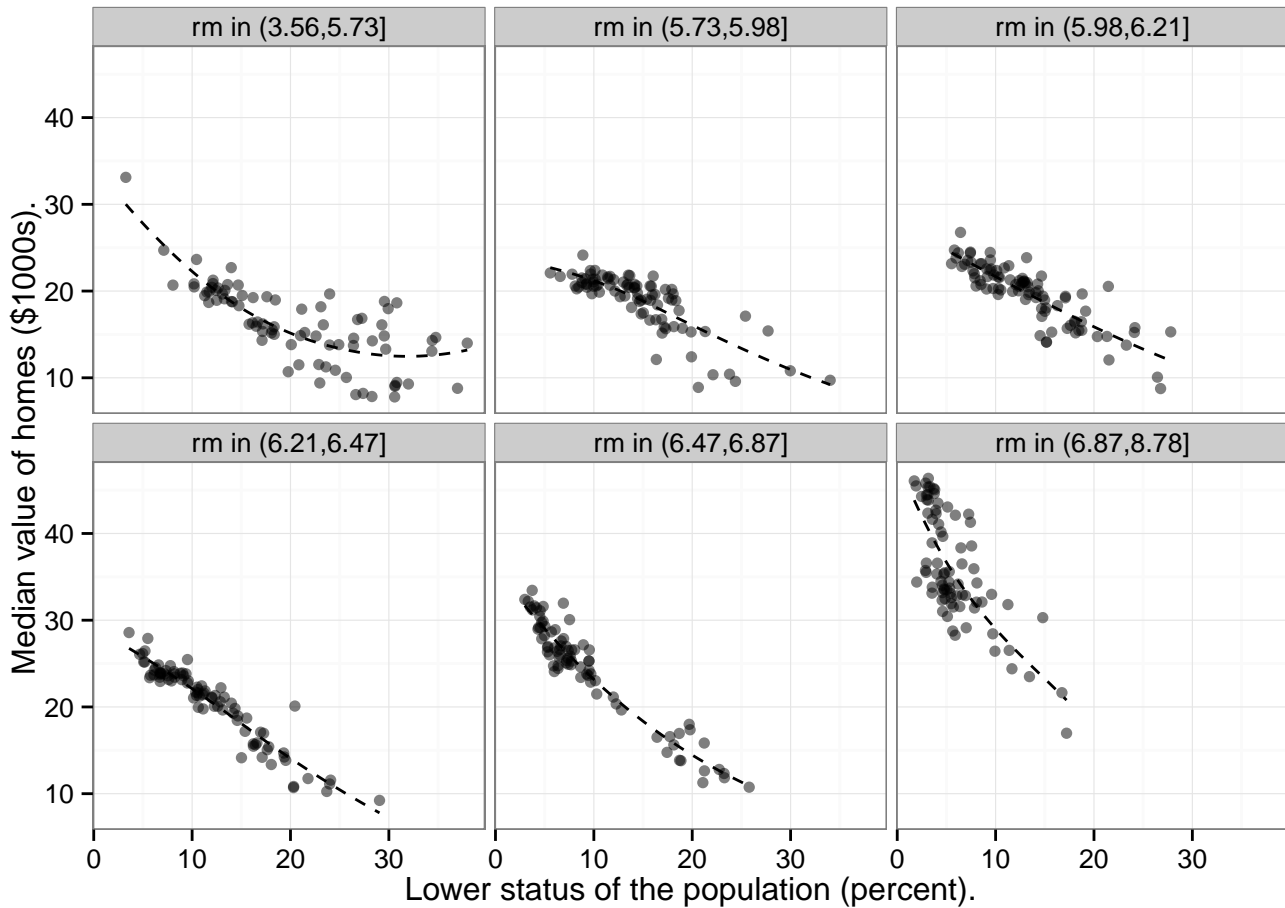 rm in (3.56,5.73]
rm in (5.73,5.98]
rm in (5.98,6.21]
40
30
20
10
rm in (6.21,6.47]
rm in (6.47,6.87]
rm in (6.87,8.78]
40
30
20
10
0 10 20 30
0 10 20 30
0 10 20 30
Median value of homes ($1000s).
Lower status of the population (percent).